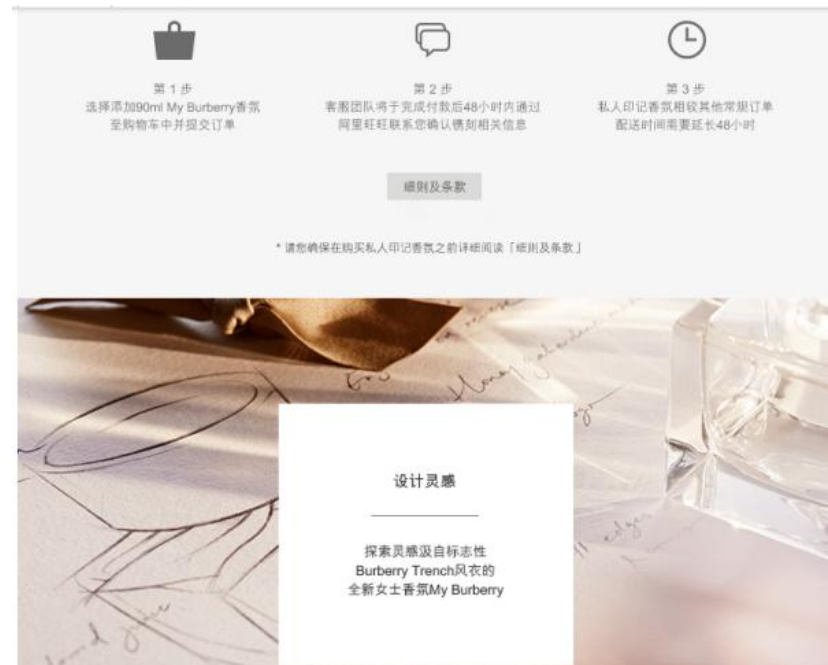 第 1 步
选择添加90ml My Burberry香氛
至购物车中并提交订单
第 2 步
客服团队将于完成付款后48小时内通过
阿里旺旺联系您确认镌刻相关信息
第 3 步
私人印记香氛相较其他常规订单
配送时间需要延长48小时
细则及条款
* 请您确保在购买私人印记香氛之前详细阅读「细则及条款」
设计灵感
探索灵感汲自标志性
Burberry Trench风衣的
全新女士香氛My Burberry
edges